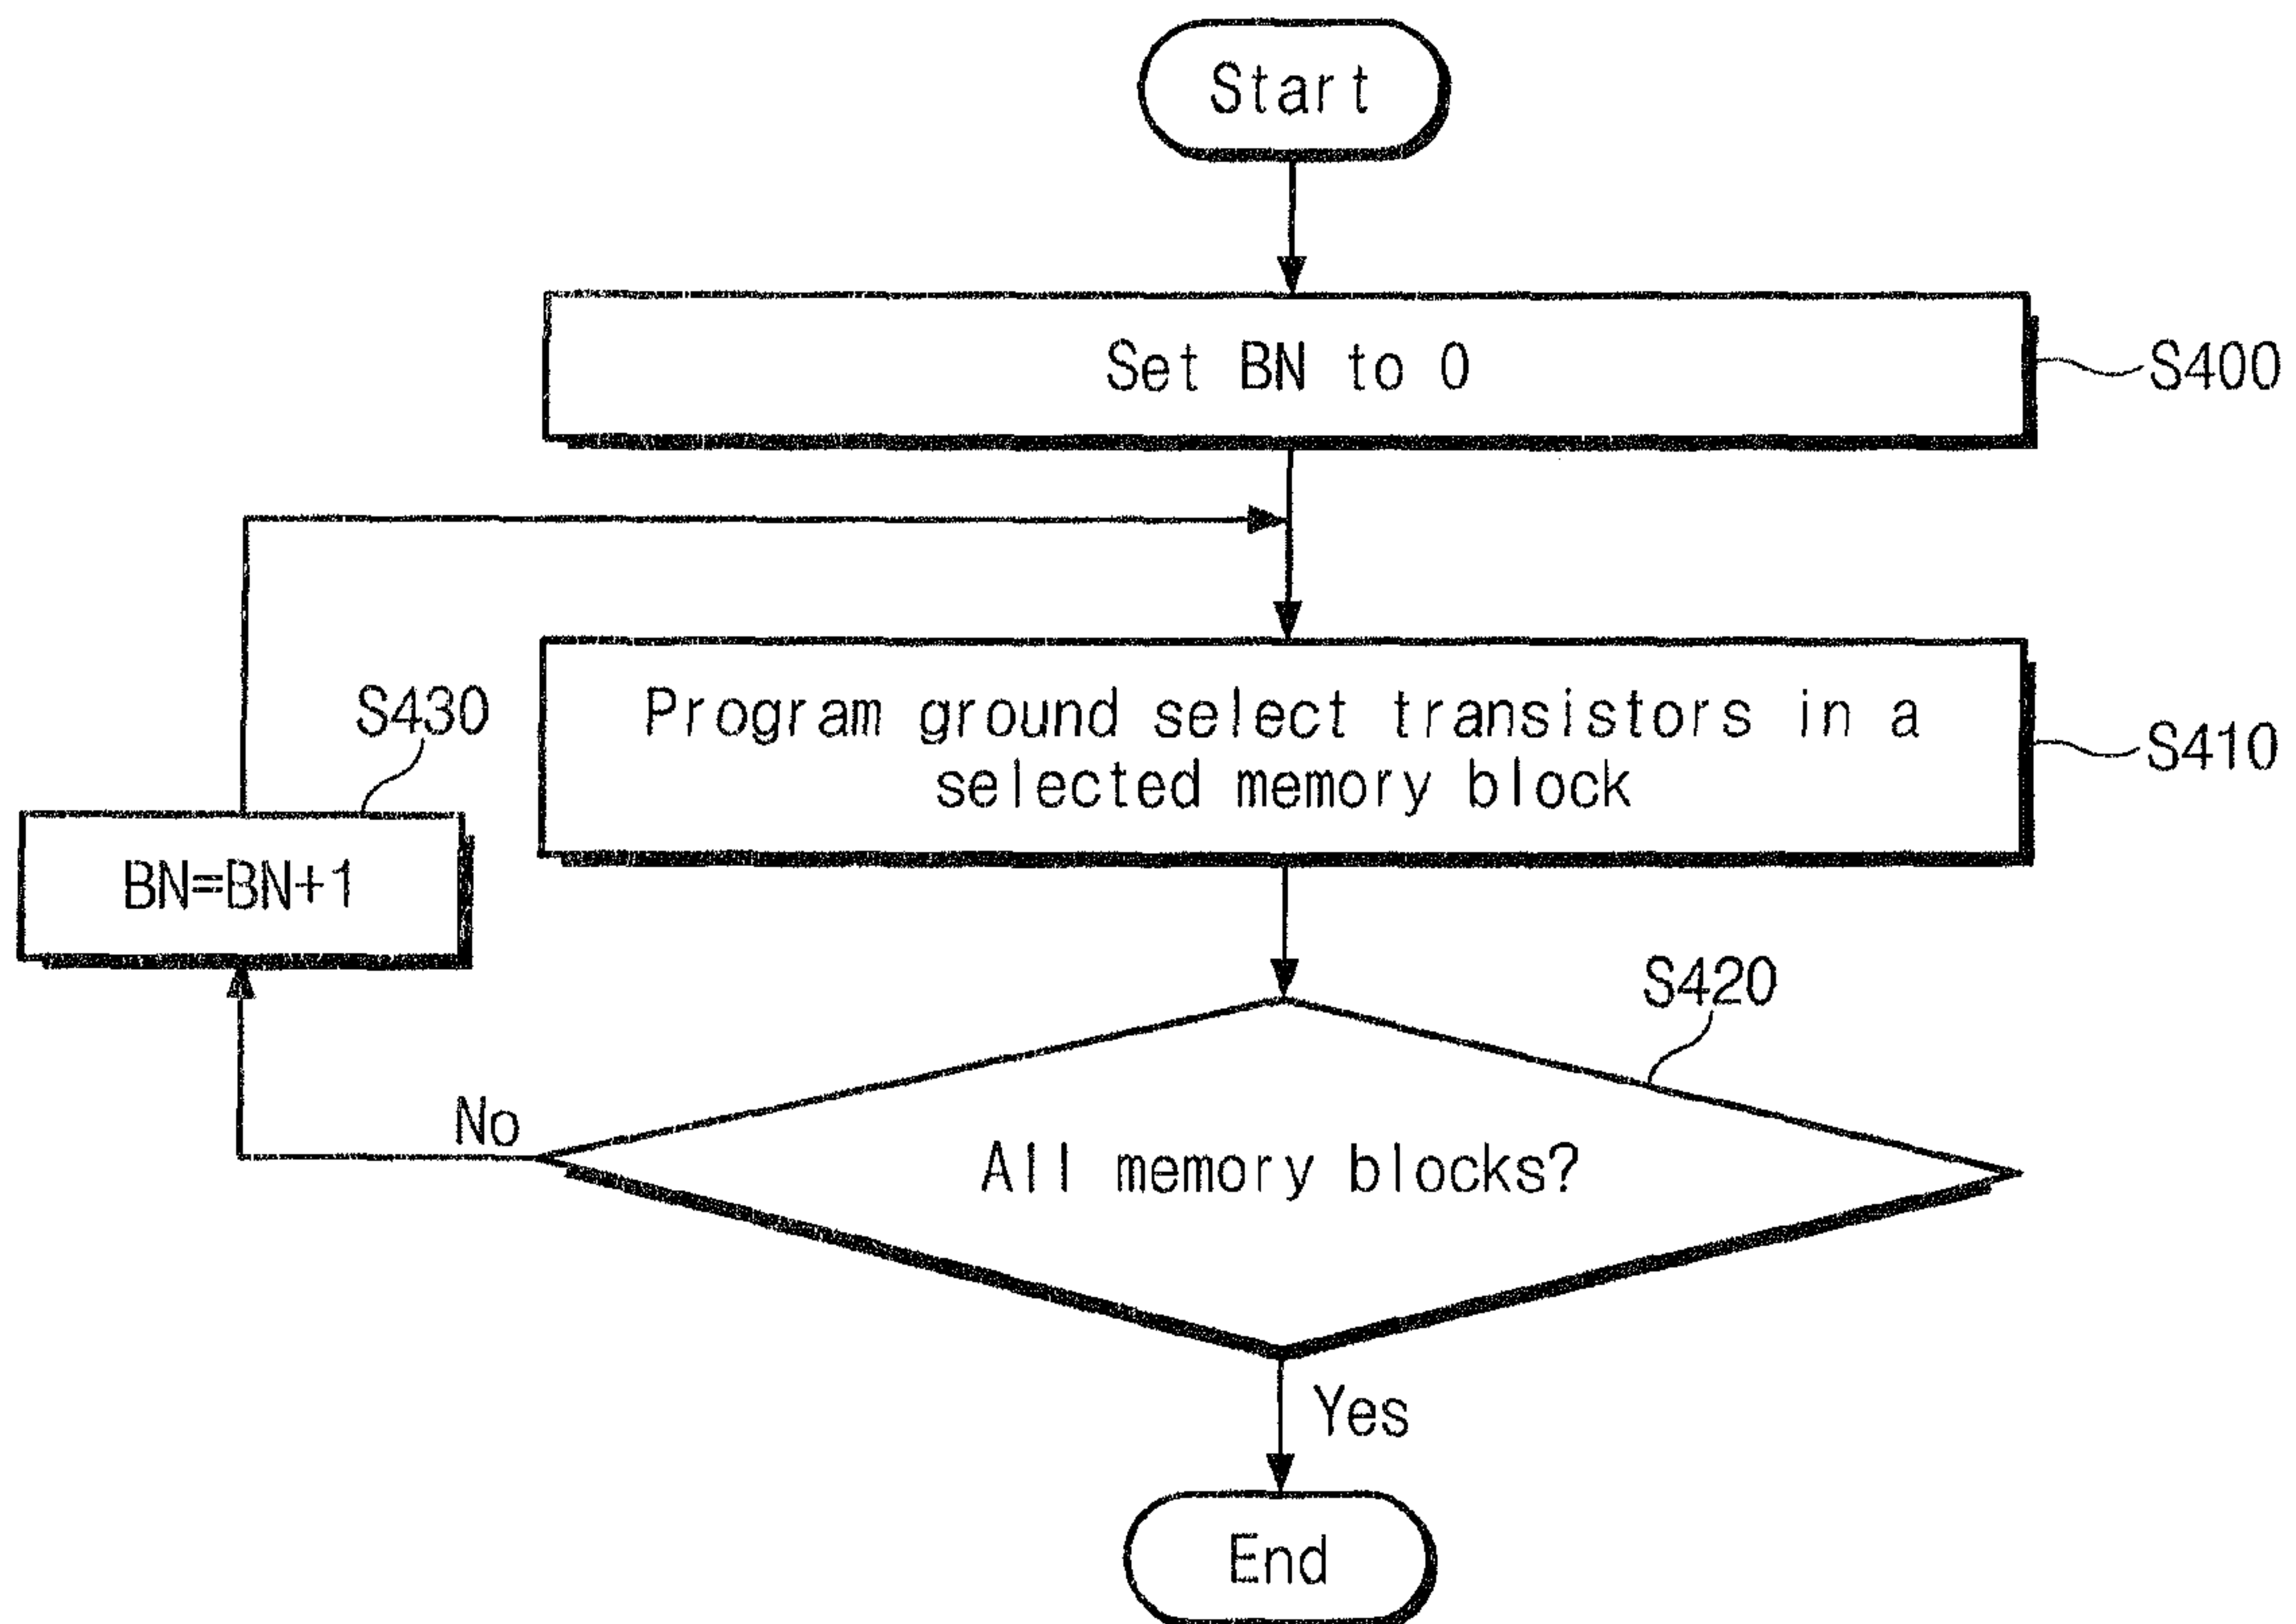 Start
Set BN to 0
S400
Program ground select transistors in a
selected memory block
S410
S430
BN=BN+1
S420
All memory blocks?
No
Yes
End